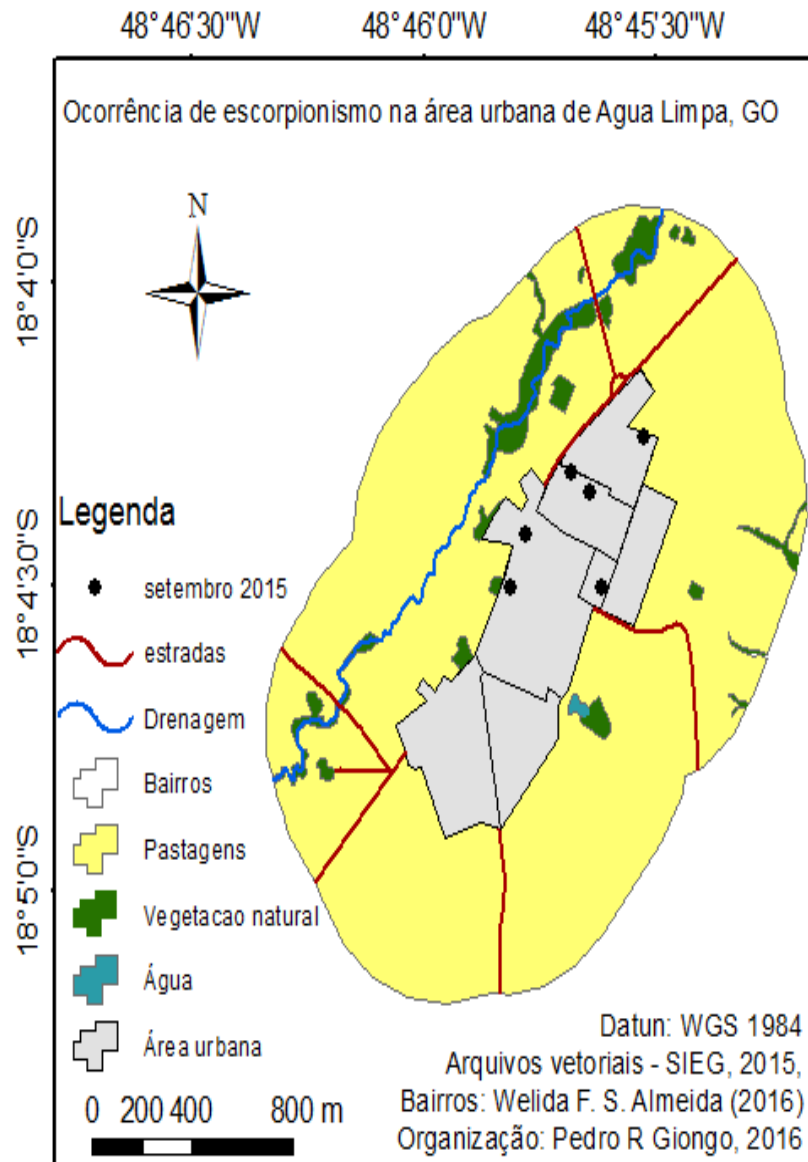 48°46'30"W 48°46'0"W 48°45'30"W
Ocorrência de escorpionismo na área urbana de Agua Limpa, GO
N
18°4'0"S
18°4'30"S
18°5'0"S
Legenda
setembro 2015
estradas
Drenagem
Bairros
Pastagens
Vegetacao natural
Água
Área urbana
0 200 400 800 m
Datun: WGS 1984
Arquivos vetoriais - SIEG, 2015,
Bairros: Welida F. S. Almeida (2016)
Organização: Pedro R Giongo, 2016